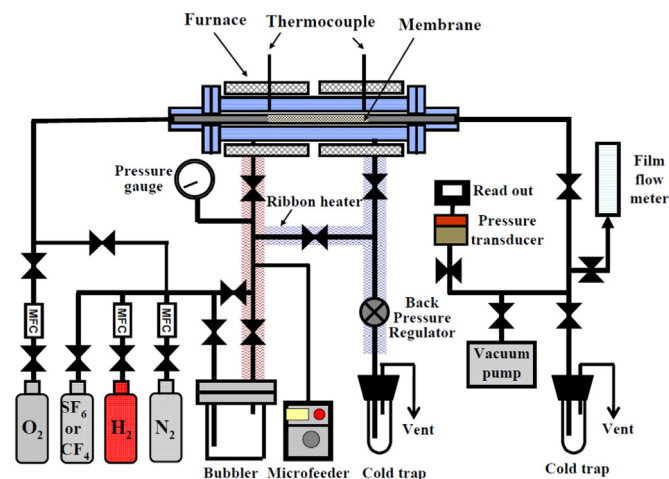 Furnace
Thermocouple
Membrane
Pressure
gauge
Ribbon heater
Read out
Pressure
transducer
Film
flow
meter
MFC
MFC
MFC
Back
Pressure
Regulator
Vacuum
pump
O2
SF6
or
CF4
H2
N2
Vent
Vent
Bubbler
Microfeeder
Cold trap
Cold trap